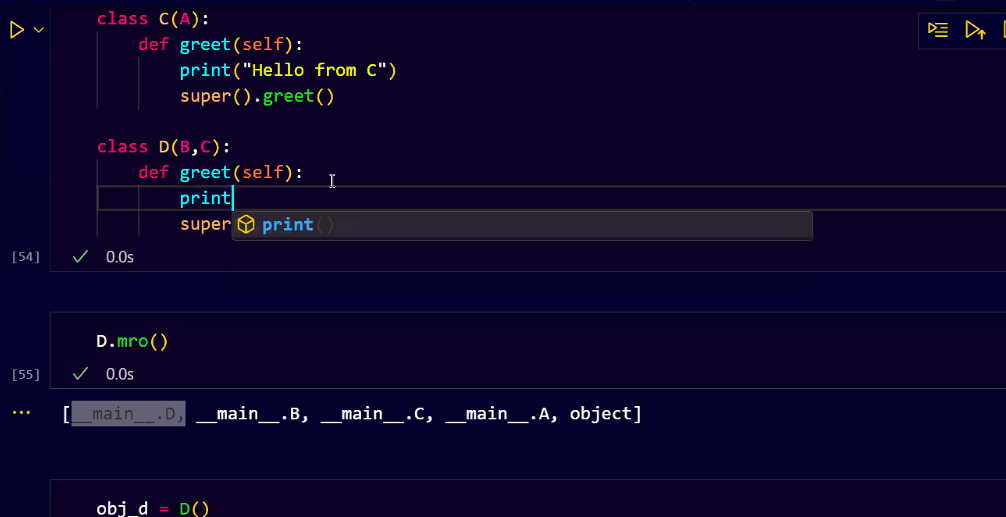 class C(A):
def greet(self):
print("Hello from C")
super().greet()
class D(B,C):
def greet(self):
print
super
print()
[54]
0.0s
D.mro()
[55]
0.0s
[__main__.D, __main__.B, __main__.C, __main__.A, object]
obj_d = D()